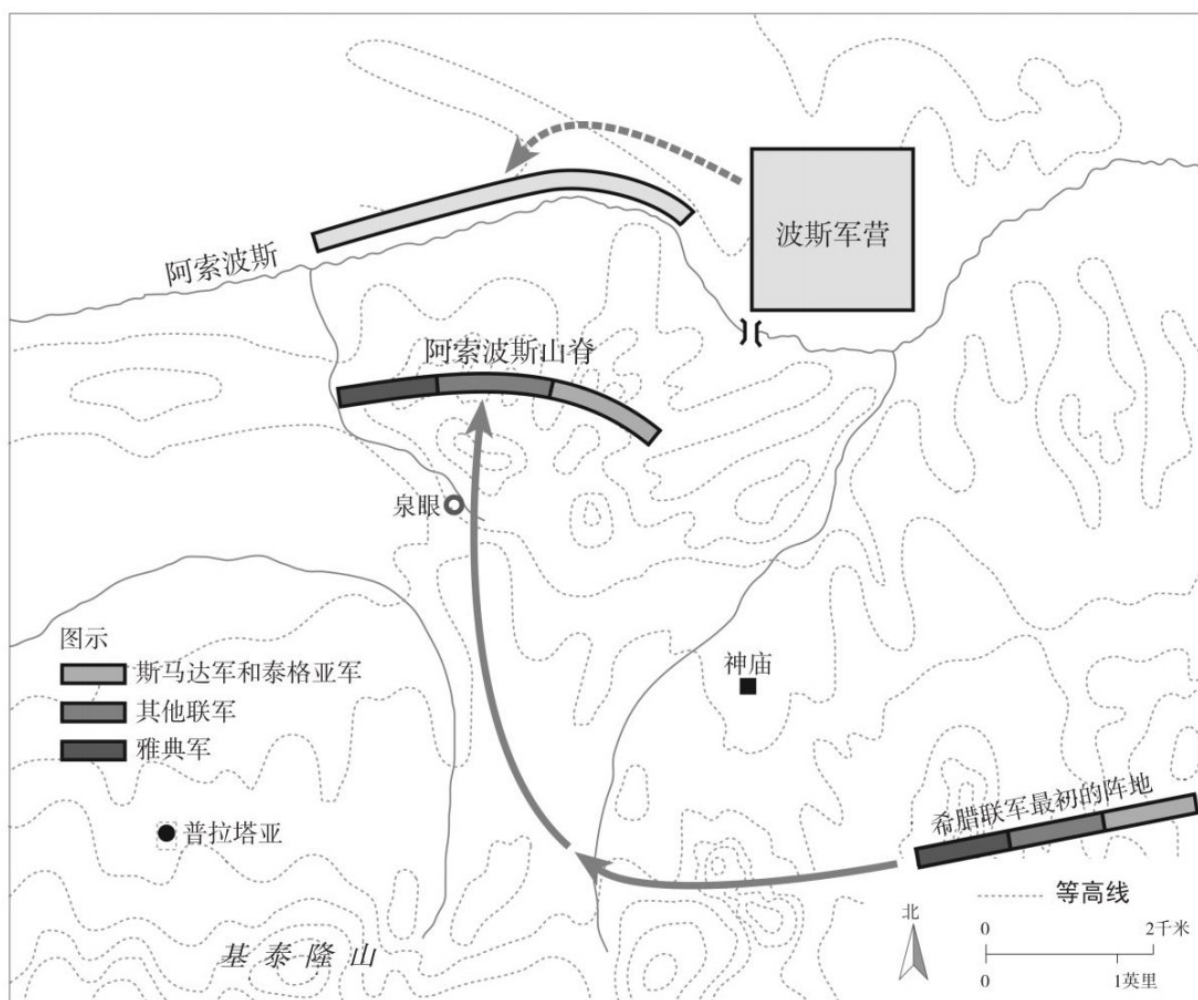 波斯军营
阿索波斯
阿索波斯山脊
泉眼
图示
斯马达军和泰格亚军
其他联军
雅典军
神庙
希腊联军最初的阵地
普拉塔亚
等高线
基泰隆山
北
0 2千米
0 1英里